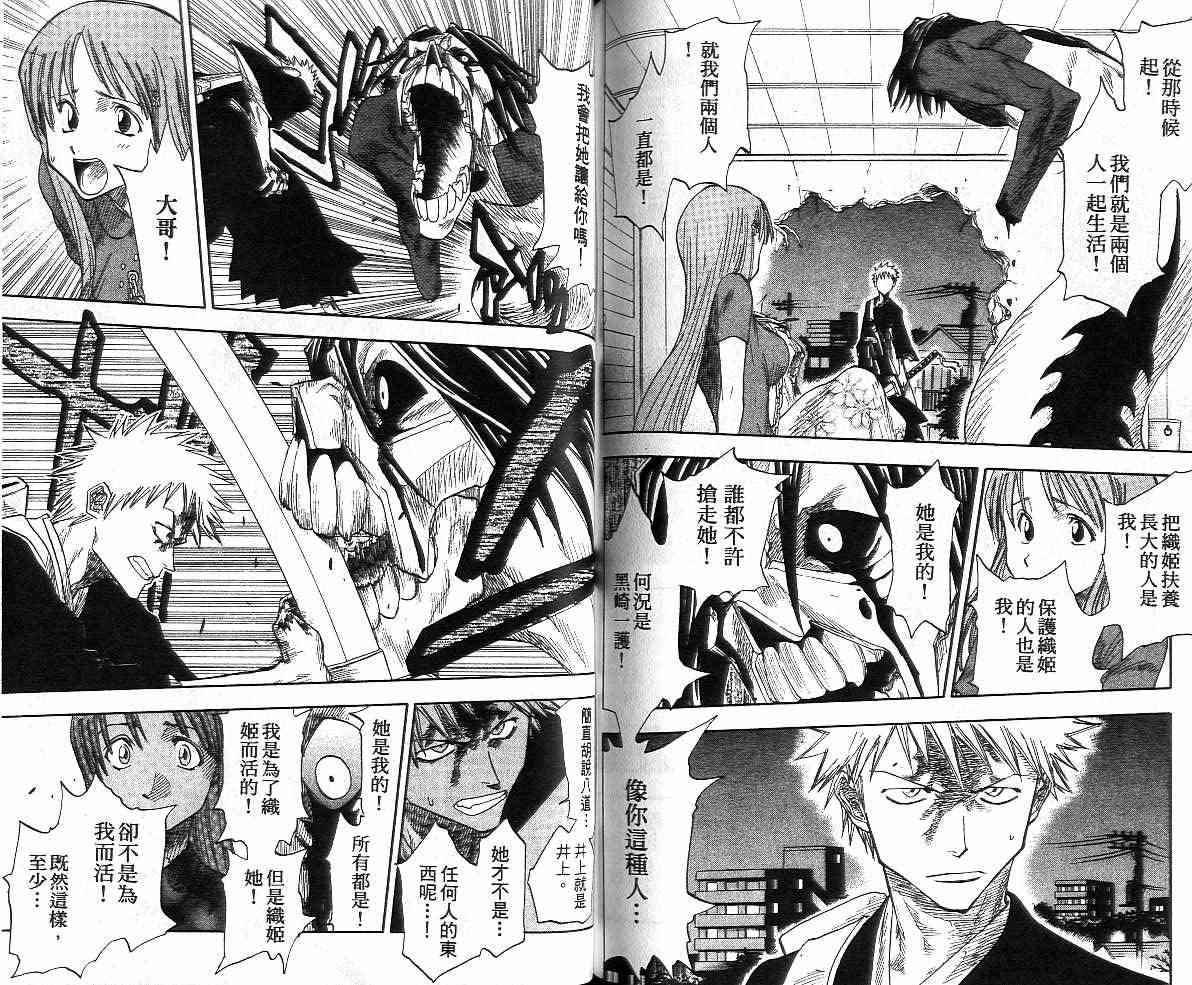 從那時候
起！
我們就是兩個
人一起生活！
就我們兩個人
！
一直都是！
把織姬扶養
長大的人是
我！
保護織姬
的人也是
我！
她是我的！
誰都不許
搶走她！
何況是
黑崎一護！
像你這種人…
我會把她讓給你嗎！
大哥！
簡直胡說八道…
井上就是
井上。
她才不是…
任何人的東
西呢…！
她是我的！
所有都是！
我是為了織
姬而活的！
但是織姬
她！
卻不是為
我而活！
既然這樣，
至少…